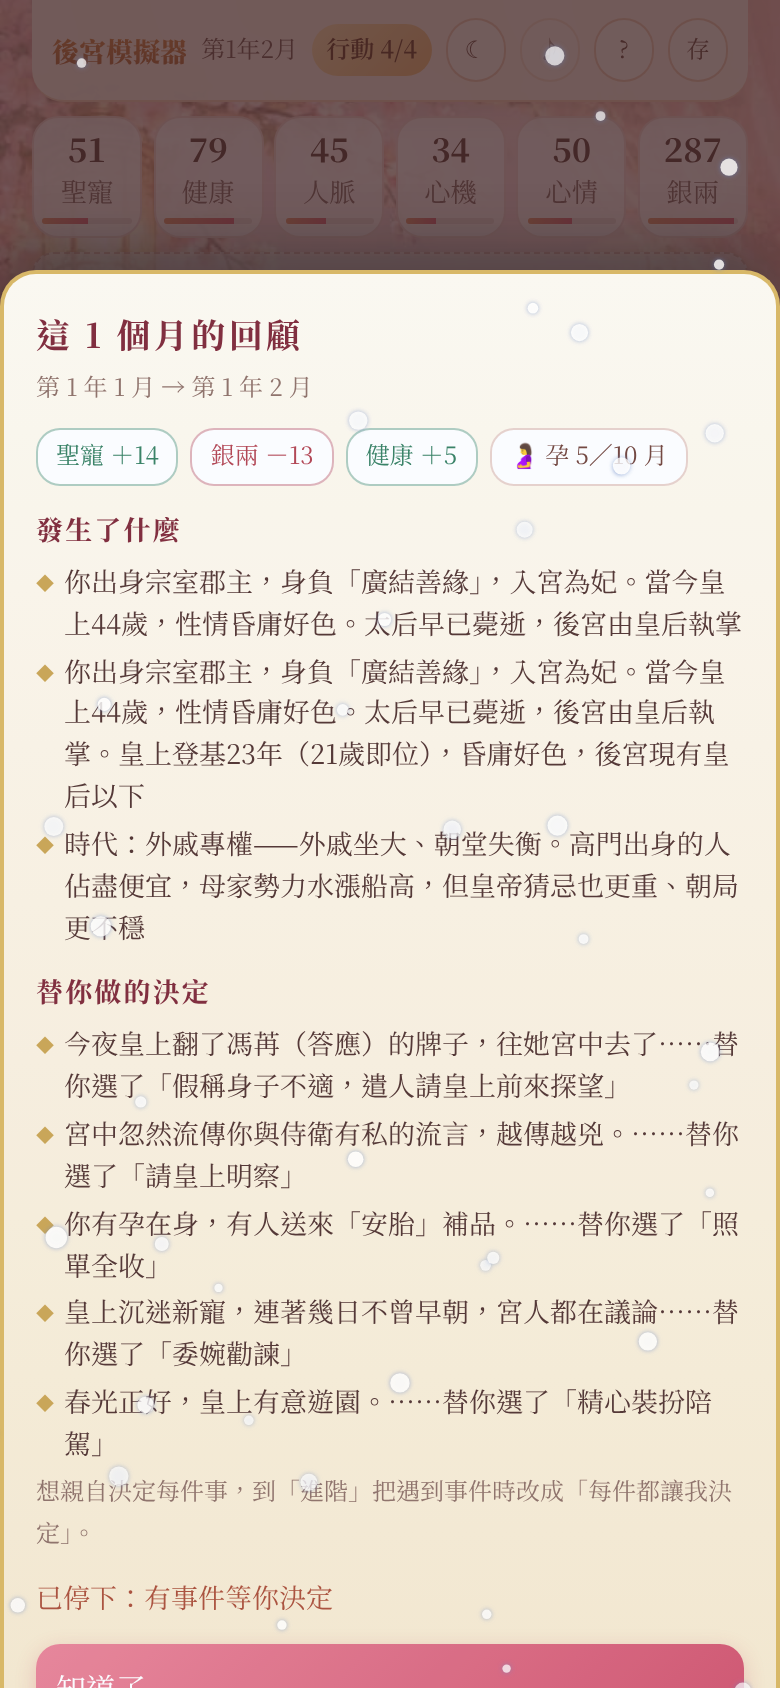 後宮模擬器 第1年2月 行動 4/4 ☾ ? 存
51 79 45 34 50 287
聖寵 健康 人脈 心機 心情 銀兩
這 1 個月的回顧
第 1 年 1 月 → 第 1 年 2 月
聖寵 +14 銀兩 −13 健康 +5 🤰 孕 5／10 月
發生了什麼
◆ 你出身宗室郡主，身負「廣結善緣」，入宮為妃。當今皇
上44歲，性情昏庸好色。太后早已薨逝，後宮由皇后執掌
◆ 你出身宗室郡主，身負「廣結善緣」，入宮為妃。當今皇
上44歲，性情昏庸好色。太后早已薨逝，後宮由皇后執
掌。皇上登基23年（21歲即位），昏庸好色，後宮現有皇
后以下
◆ 時代：外戚專權——外戚坐大、朝堂失衡。高門出身的人
佔盡便宜，母家勢力水漲船高，但皇帝猜忌也更重、朝局
更不穩
替你做的決定
◆ 今夜皇上翻了馮苒（答應）的牌子，往她宮中去了……替
你選了「假稱身子不適，遣人請皇上前來探望」
◆ 宮中忽然流傳你與侍衛有私的流言，越傳越兇。……替你
選了「請皇上明察」
◆ 你有孕在身，有人送來「安胎」補品。……替你選了「照
單全收」
◆ 皇上沉迷新寵，連著幾日不曾早朝，宮人都在議論……替
你選了「委婉勸諫」
◆ 春光正好，皇上有意遊園。……替你選了「精心裝扮陪
駕」
想親自決定每件事，到「進階」把遇到事件時改成「每件都讓我決
定」。
已停下：有事件等你決定
知道了